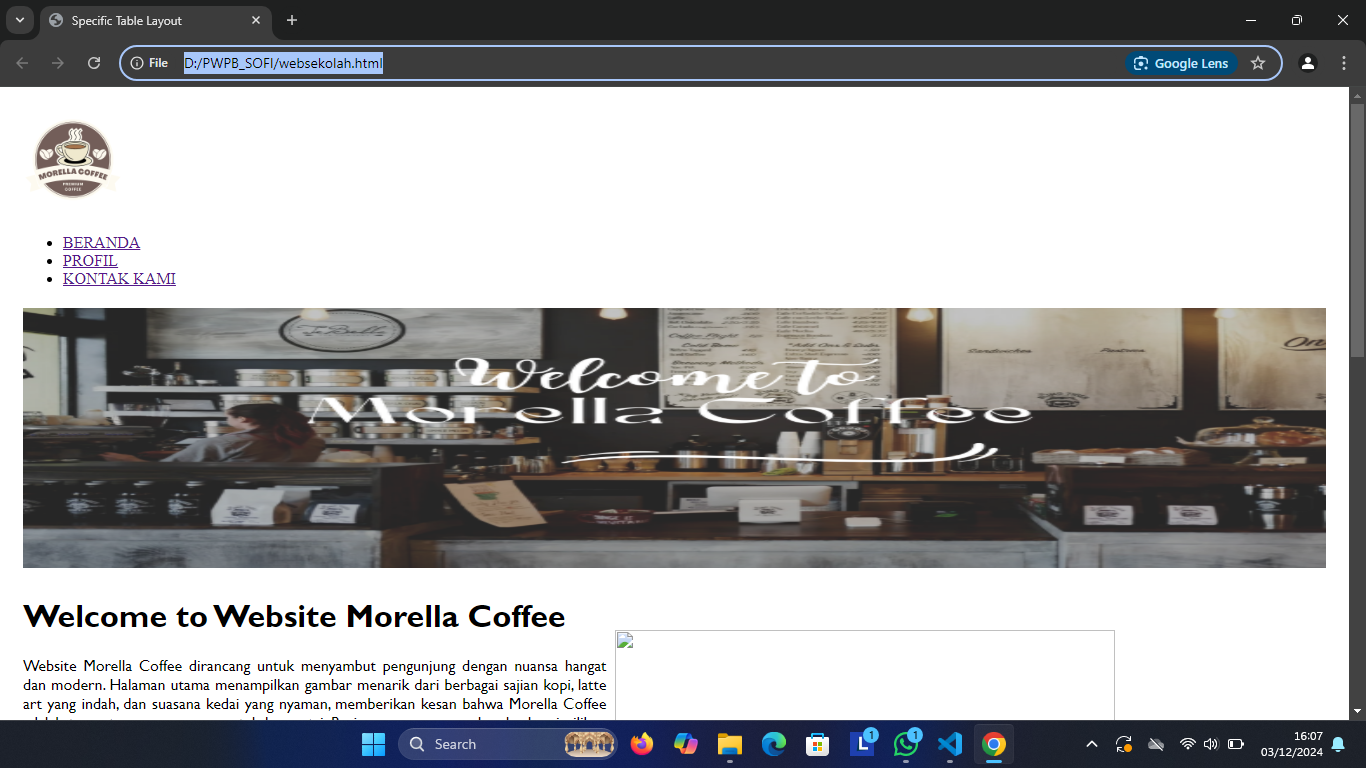 Specific Table Layout
File
D:/PWPB_SOFI/websekolah.html
Google Lens
MORELLA COFFEE
PREMIUM
COFFEE
BERANDA
PROFIL
KONTAK KAMI
Welcome to
Morella Coffee
Sandwiches
Welcome to Website Morella Coffee
Website Morella Coffee dirancang untuk menyambut pengunjung dengan nuansa hangat
dan modern. Halaman utama menampilkan gambar menarik dari berbagai sajian kopi, latte
art yang indah, dan suasana kedai yang nyaman, memberikan kesan bahwa Morella Coffee
Search
1
1
16:07
03/12/2024